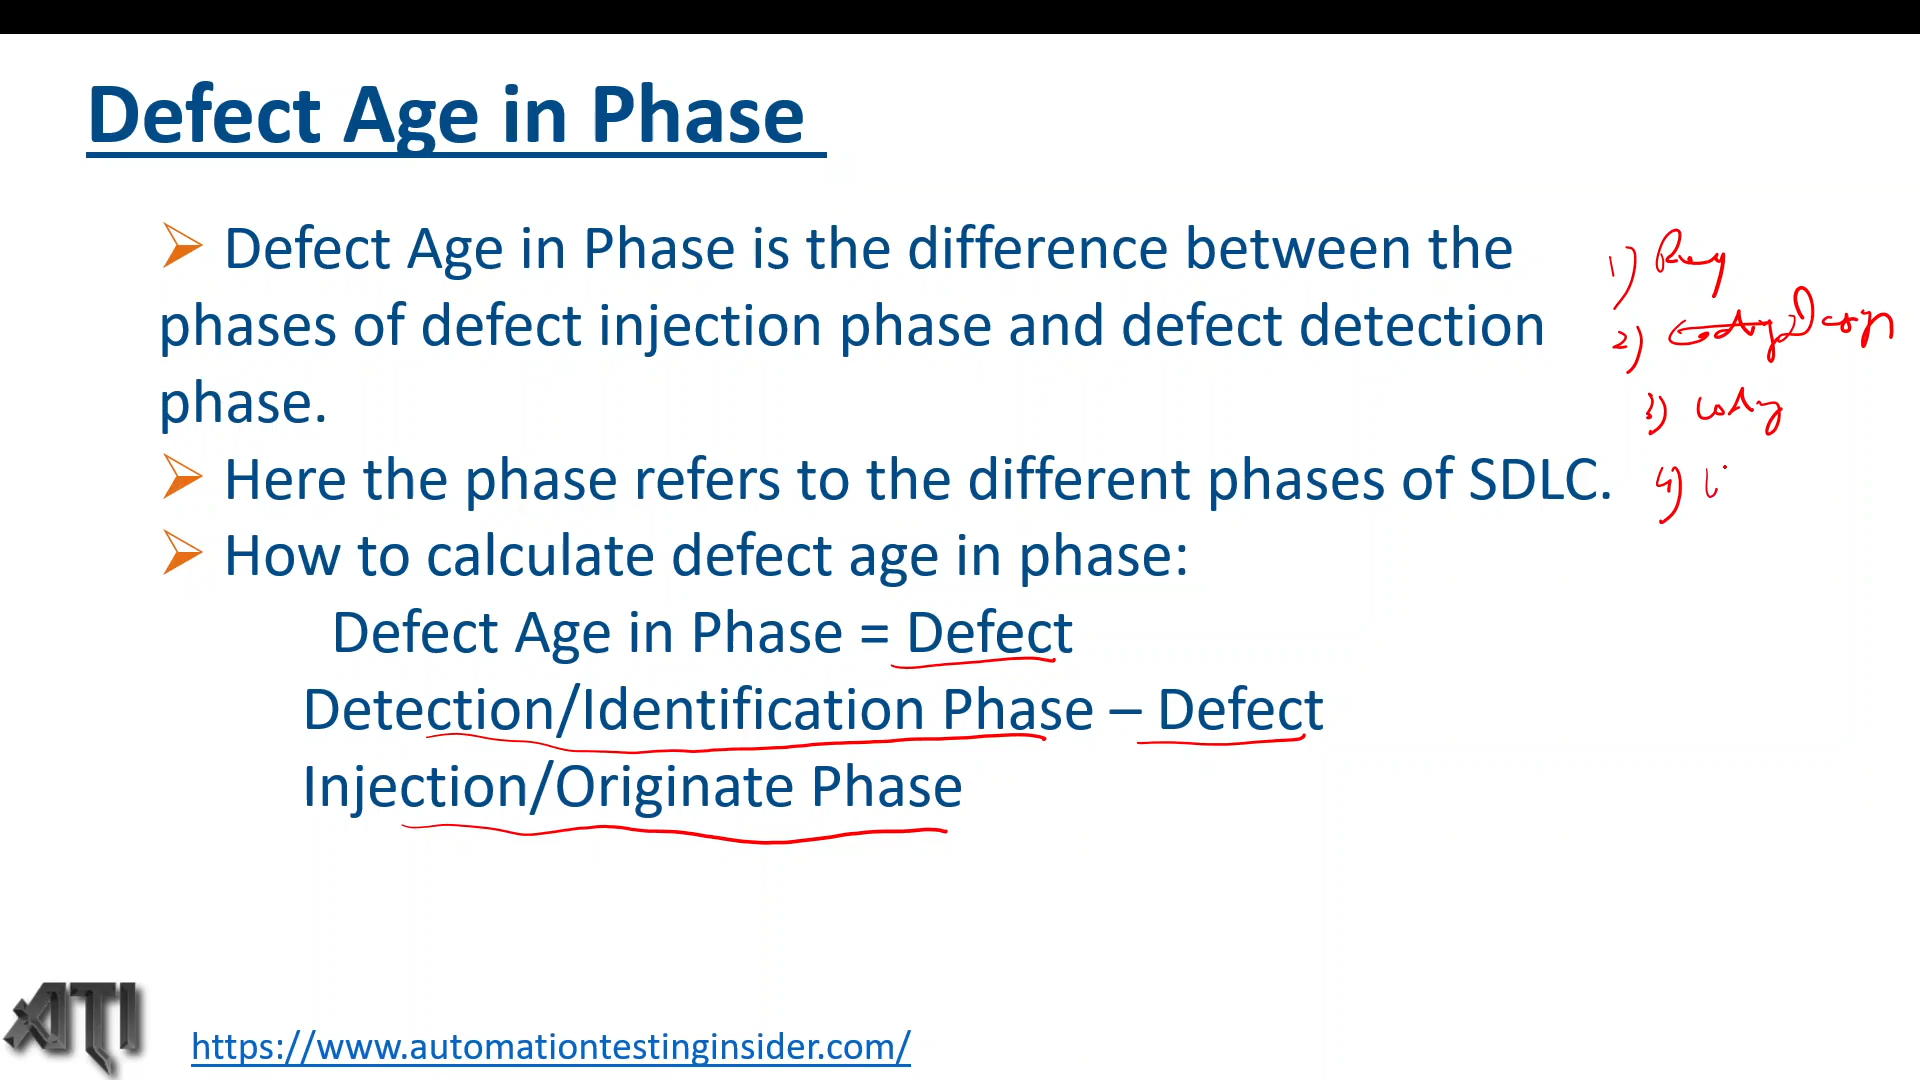 Defect Age in Phase
Defect Age in Phase is the difference between the
phases of defect injection phase and defect detection
phase.
Here the phase refers to the different phases of SDLC.
How to calculate defect age in phase:
Defect Age in Phase = Defect
Detection/Identification Phase – Defect
Injection/Originate Phase
1) Req
2) Design
3) Coding
4)
ATI
https://www.automationtestinginsider.com/